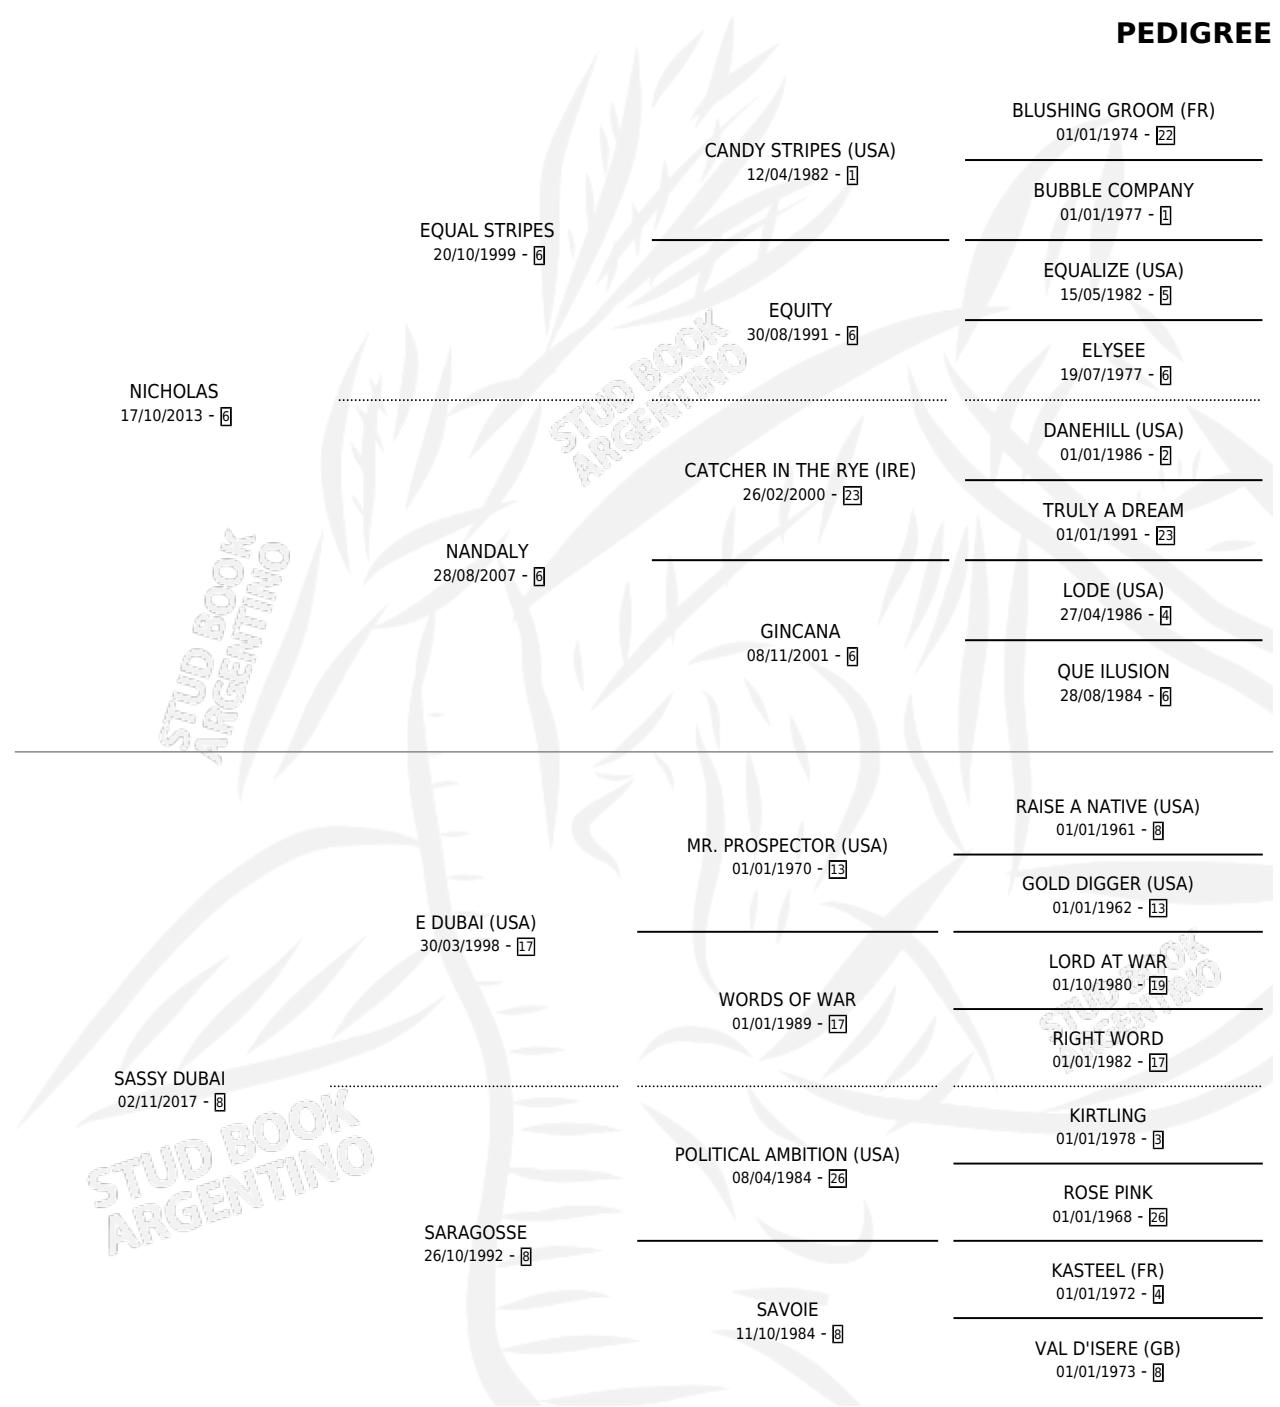 PEDIGREE
BLUSHING GROOM (FR)
01/01/1974 - 22
CANDY STRIPES (USA)
12/04/1982 - 1
BUBBLE COMPANY
01/01/1977 - 1
EQUAL STRIPES
20/10/1999 - 6
EQUALIZE (USA)
15/05/1982 - 5
EQUITY
30/08/1991 - 6
ELYSEE
19/07/1977 - 6
NICHOLAS
17/10/2013 - 6
DANEHILL (USA)
01/01/1986 - 2
CATCHER IN THE RYE (IRE)
26/02/2000 - 23
TRULY A DREAM
01/01/1991 - 23
NANDALY
28/08/2007 - 6
LODE (USA)
27/04/1986 - 4
GINCANA
08/11/2001 - 6
QUE ILUSION
28/08/1984 - 6
RAISE A NATIVE (USA)
01/01/1961 - 8
MR. PROSPECTOR (USA)
01/01/1970 - 13
GOLD DIGGER (USA)
01/01/1962 - 13
E DUBAI (USA)
30/03/1998 - 17
LORD AT WAR
01/10/1980 - 19
WORDS OF WAR
01/01/1989 - 17
RIGHT WORD
01/01/1982 - 17
SASSY DUBAI
02/11/2017 - 8
KIRTLING
01/01/1978 - 3
POLITICAL AMBITION (USA)
08/04/1984 - 26
ROSE PINK
01/01/1968 - 26
SARAGOSSE
26/10/1992 - 8
KASTEEL (FR)
01/01/1972 - 4
SAVOIE
11/10/1984 - 8
VAL D'ISERE (GB)
01/01/1973 - 8
STUD BOOK
ARGENTINO
STUD BOOK
ARGENTINO
STUD BOOK
ARGENTINO
STUD BOOK
ARGENTINO